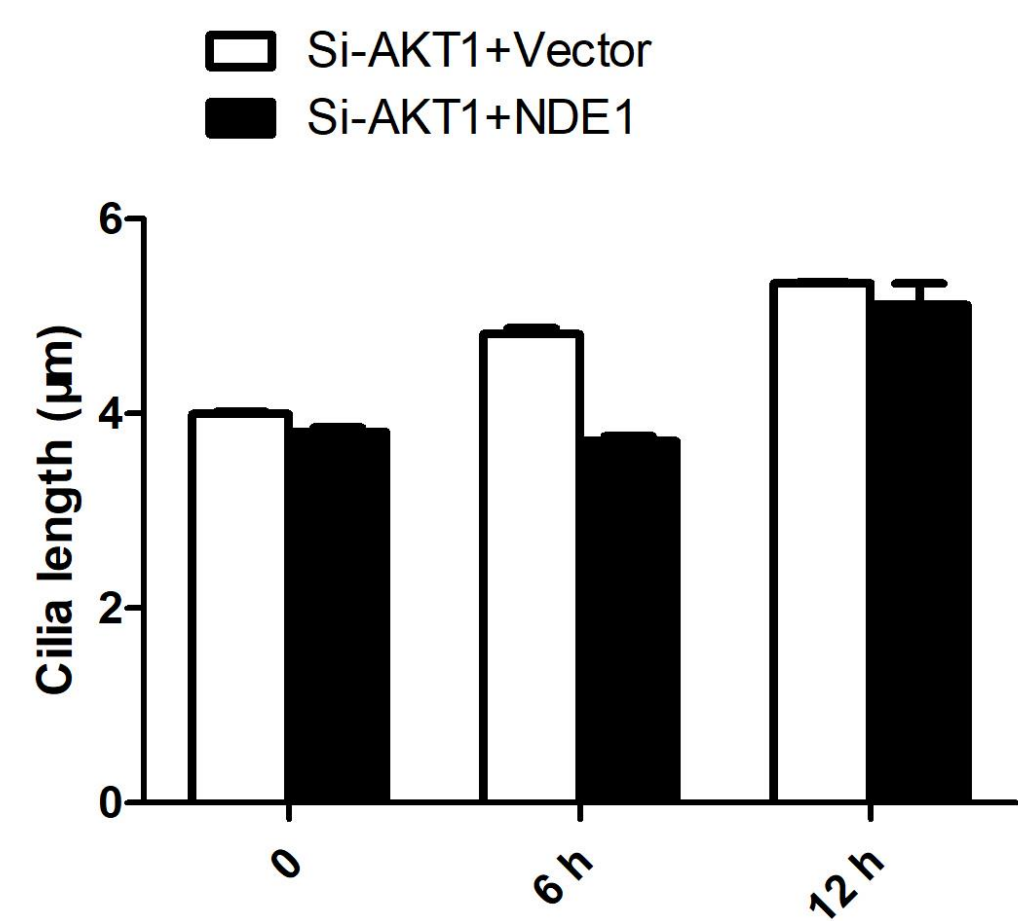 Si-AKT1+Vector
Si-AKT1+NDE1
Cilia length (µm)
6
4
2
0
0
6 h
12 h